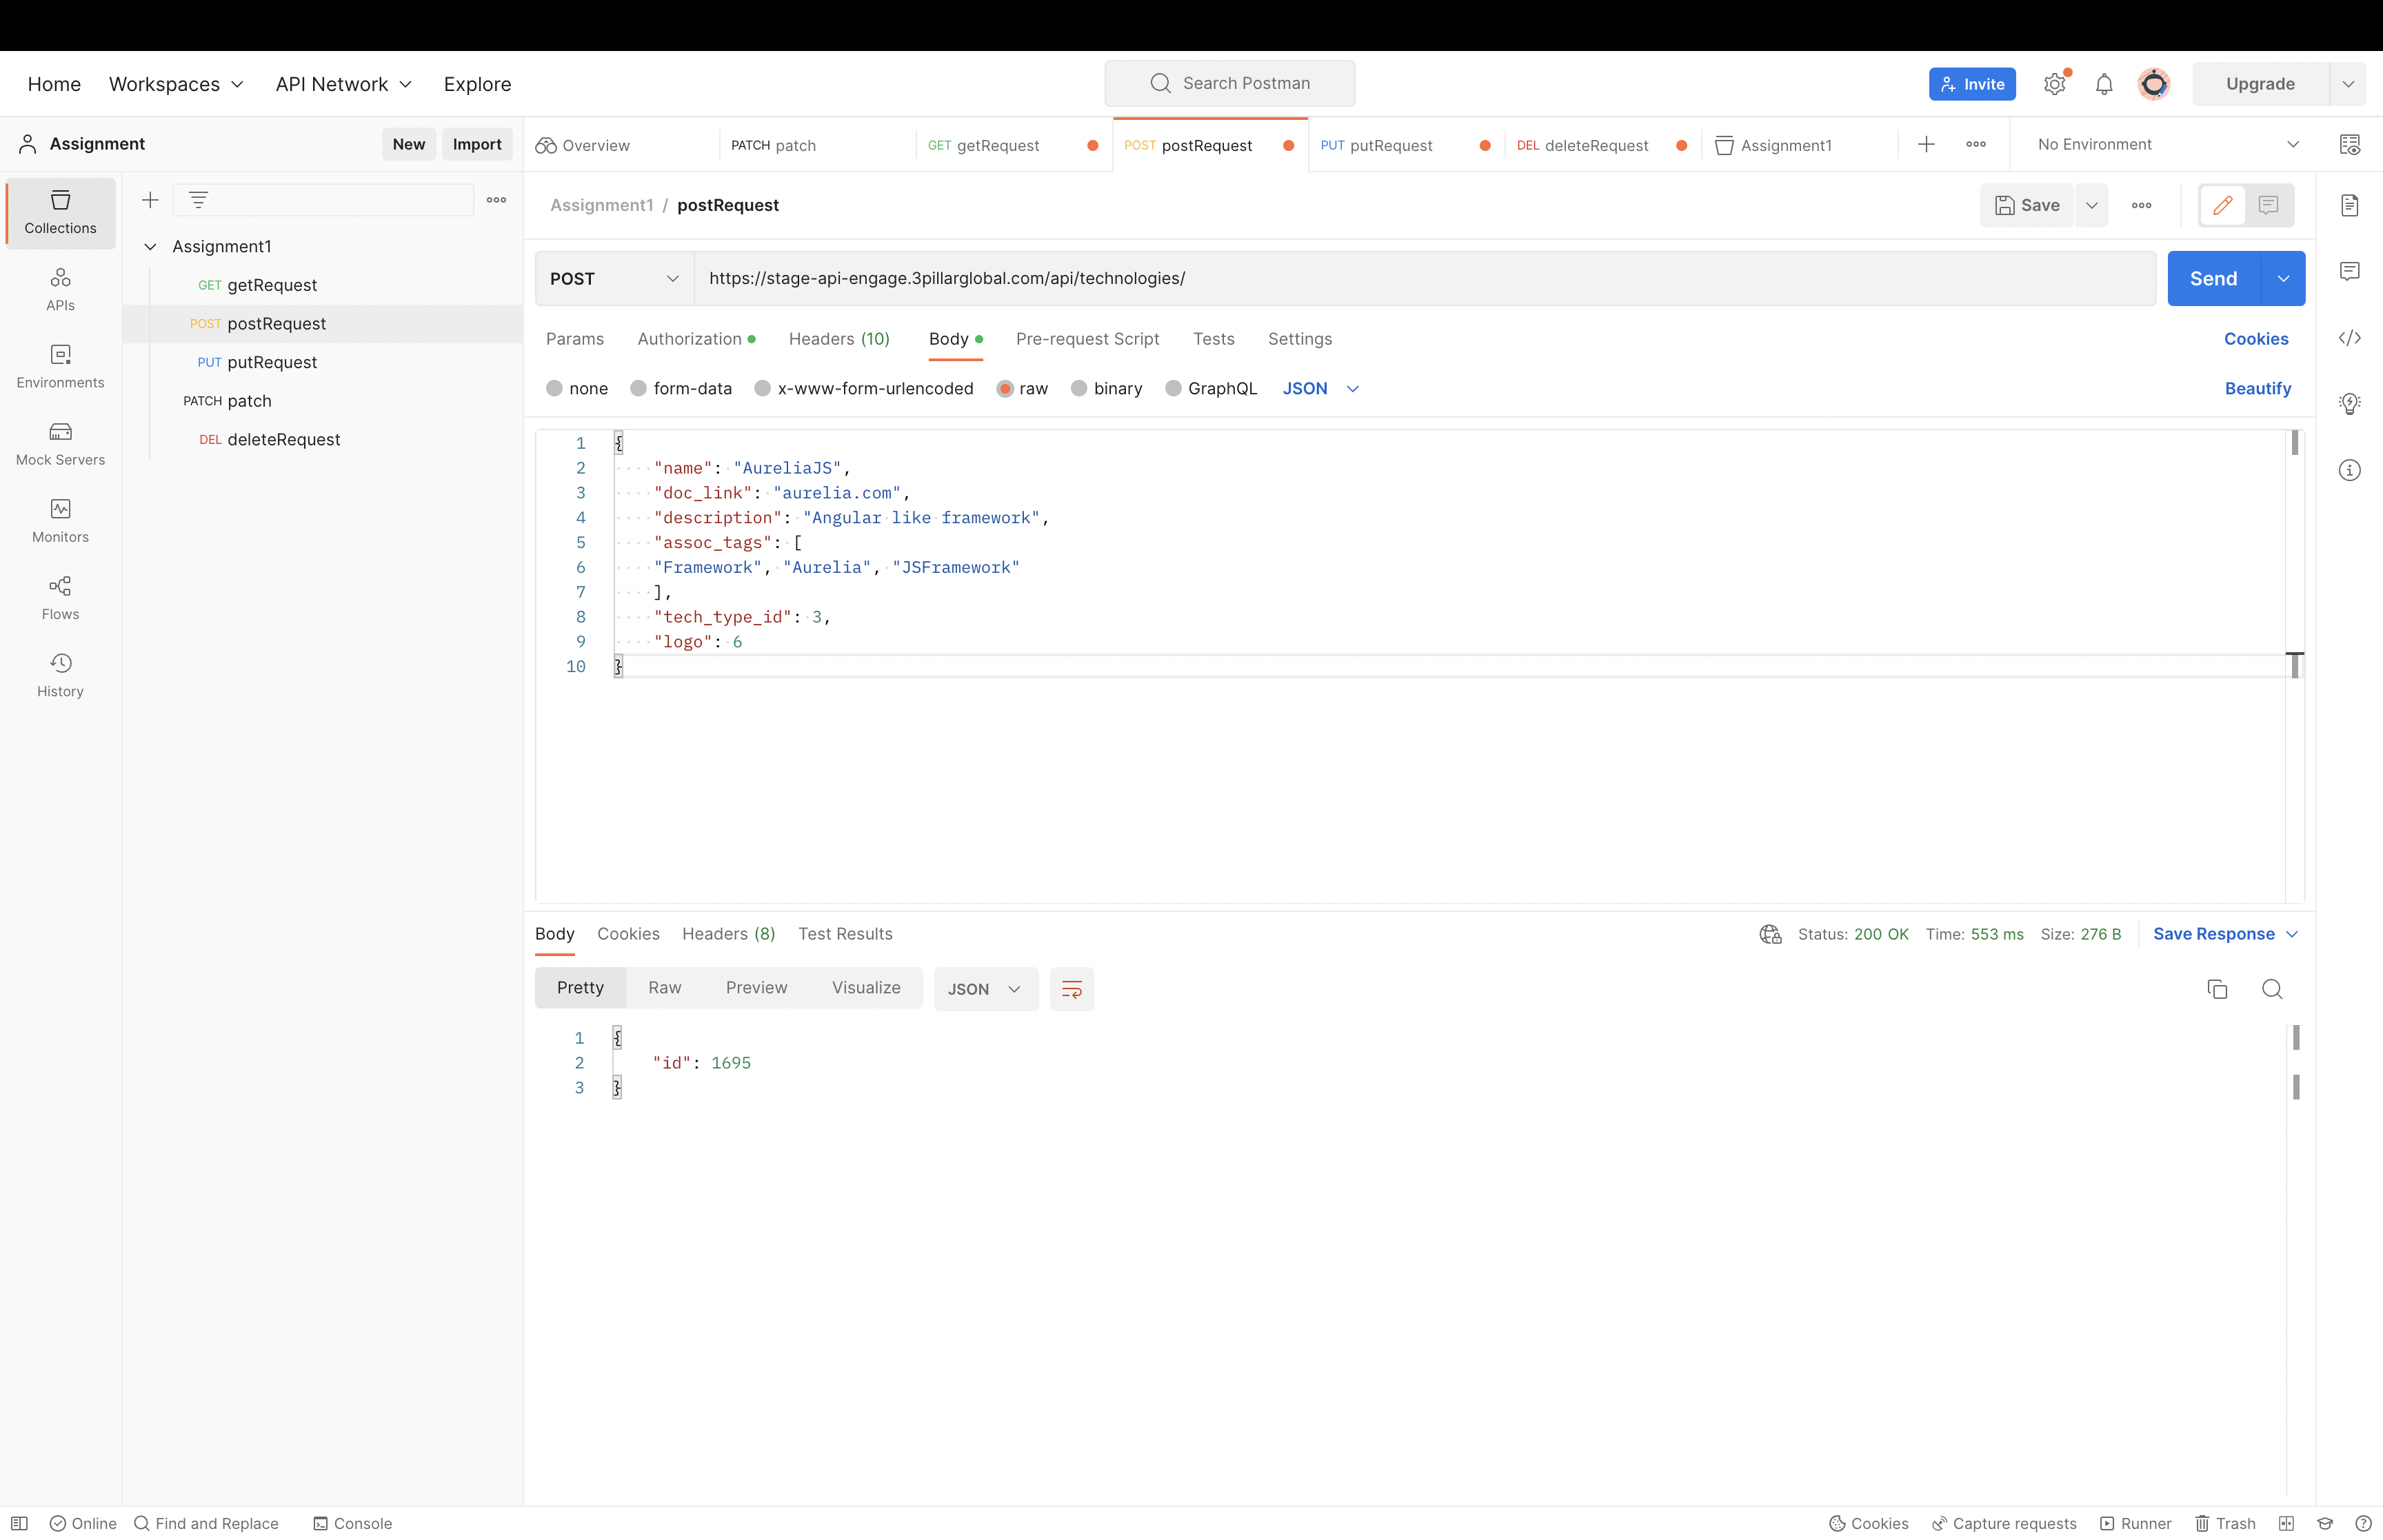 Home Workspaces API Network Explore Search Postman Invite Upgrade
Assignment New Import Overview PATCH patch GET getRequest POST postRequest PUT putRequest DEL deleteRequest Assignment1 No Environment
Collections
APIs
Environments
Mock Servers
Monitors
Flows
History
Assignment1
GET getRequest
POST postRequest
PUT putRequest
PATCH patch
DEL deleteRequest
Assignment1 / postRequest Save
POST https://stage-api-engage.3pillarglobal.com/api/technologies/ Send
Params Authorization Headers (10) Body Pre-request Script Tests Settings Cookies
none form-data x-www-form-urlencoded raw binary GraphQL JSON Beautify
1 {
2 "name": "AureliaJS",
3 "doc_link": "aurelia.com",
4 "description": "Angular like framework",
5 "assoc_tags": [
6 "Framework", "Aurelia", "JSFramework"
7 ],
8 "tech_type_id": 3,
9 "logo": 6
10 }
Body Cookies Headers (8) Test Results Status: 200 OK Time: 553 ms Size: 276 B Save Response
Pretty Raw Preview Visualize JSON
1 {
2 "id": 1695
3 }
Online Find and Replace Console Cookies Capture requests Runner Trash